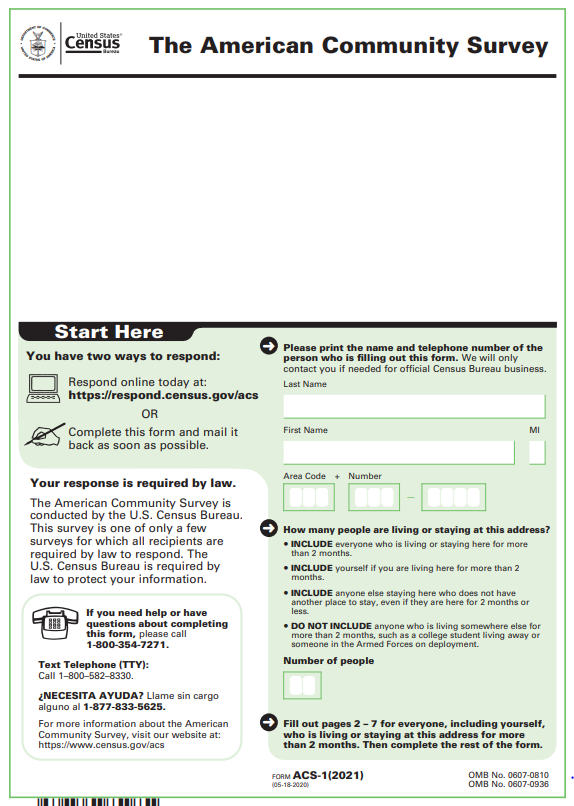 United States®
Census
Bureau
The American Community Survey
Start Here
You have two ways to respond:
Respond online today at:
https://respond.census.gov/acs
OR
Complete this form and mail it
back as soon as possible.
Your response is required by law.
The American Community Survey is
conducted by the U.S. Census Bureau.
This survey is one of only a few
surveys for which all recipients are
required by law to respond. The
U.S. Census Bureau is required by
law to protect your information.
If you need help or have
questions about completing
this form, please call
1-800-354-7271.
Text Telephone (TTY):
Call 1–800–582–8330.
¿NECESITA AYUDA? Llame sin cargo
alguno al 1-877-833-5625.
For more information about the American
Community Survey, visit our website at:
https://www.census.gov/acs
Please print the name and telephone number of the
person who is filling out this form. We will only
contact you if needed for official Census Bureau business.
Last Name
First Name MI
Area Code + Number
–
How many people are living or staying at this address?
• INCLUDE everyone who is living or staying here for more
than 2 months.
• INCLUDE yourself if you are living here for more than 2
months.
• INCLUDE anyone else staying here who does not have
another place to stay, even if they are here for 2 months or
less.
• DO NOT INCLUDE anyone who is living somewhere else for
more than 2 months, such as a college student living away or
someone in the Armed Forces on deployment.
Number of people
Fill out pages 2 – 7 for everyone, including yourself,
who is living or staying at this address for more
than 2 months. Then complete the rest of the form.
FORM ACS-1(2021)
(05-18-2020)
OMB No. 0607-0810
OMB No. 0607-0936